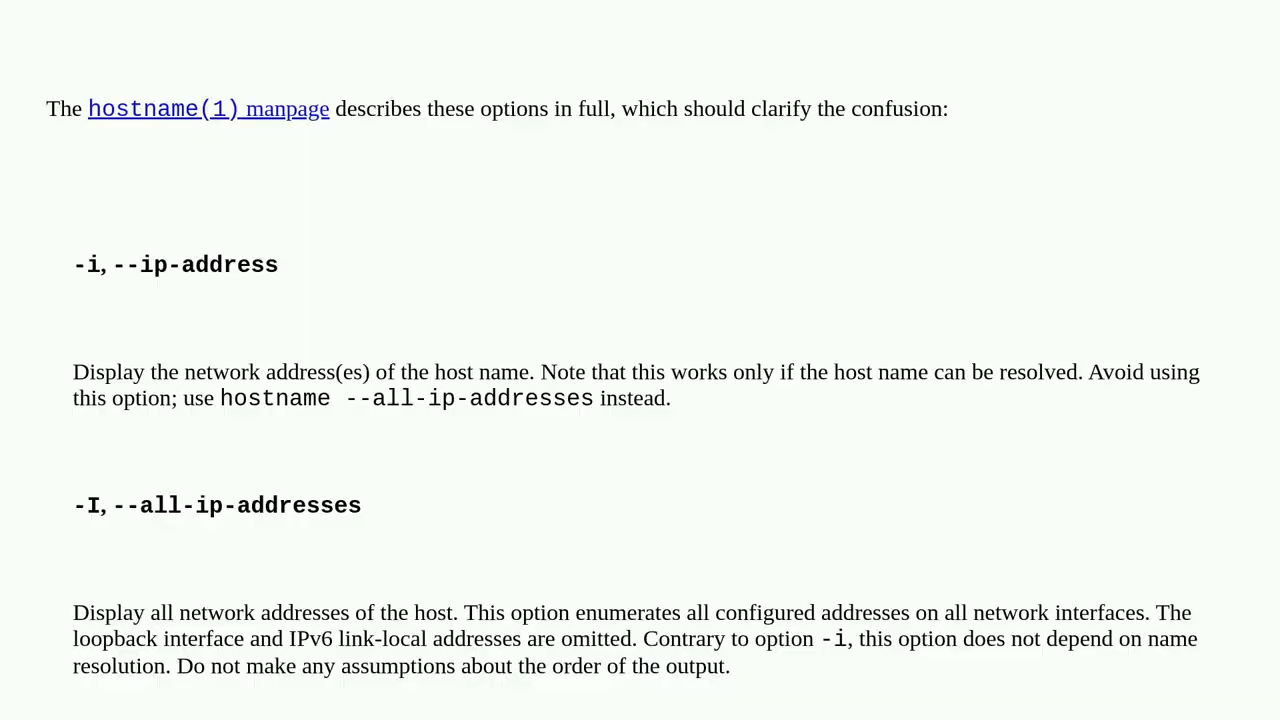 The hostname(1) manpage describes these options in full, which should clarify the confusion:
-i, --ip-address
Display the network address(es) of the host name. Note that this works only if the host name can be resolved. Avoid using
this option; use hostname --all-ip-addresses instead.
-I, --all-ip-addresses
Display all network addresses of the host. This option enumerates all configured addresses on all network interfaces. The
loopback interface and IPv6 link-local addresses are omitted. Contrary to option -i, this option does not depend on name
resolution. Do not make any assumptions about the order of the output.